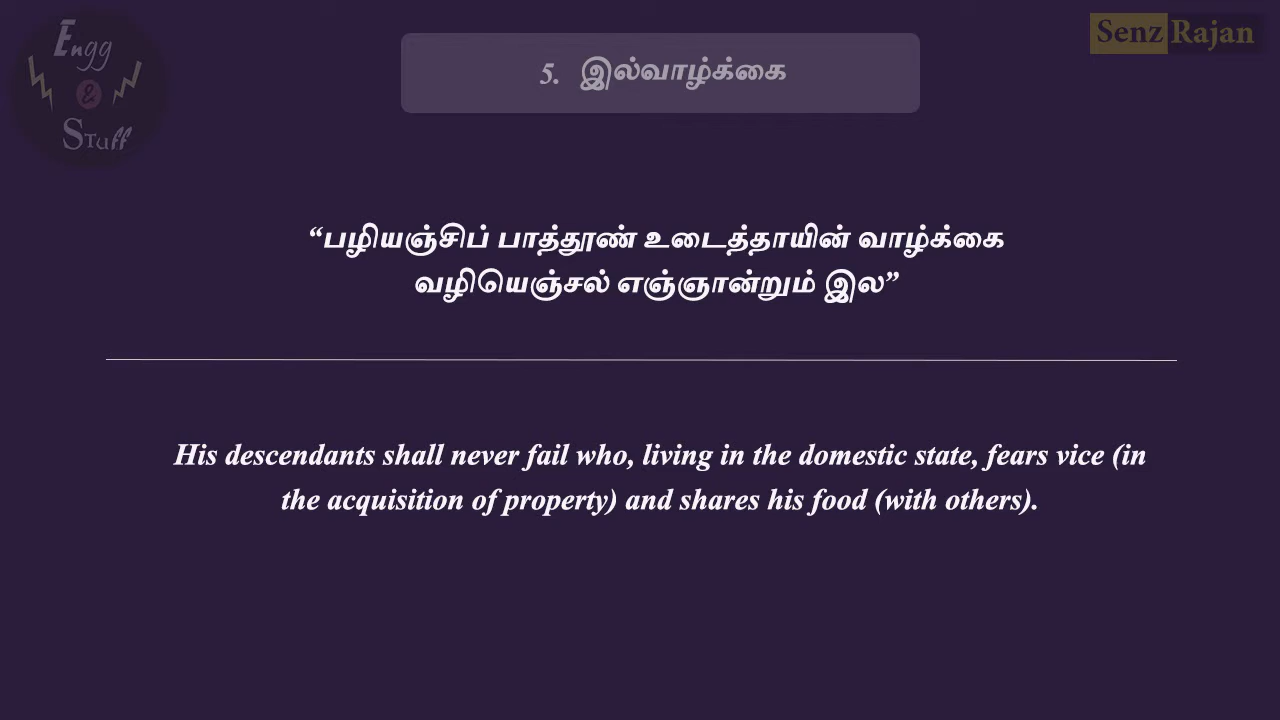 Engg
&
Stuff
Senz Rajan
5. இல்வாழ்க்கை
“பழியஞ்சிப் பாத்தூண் உடைத்தாயின் வாழ்க்கை
வழியெஞ்சல் எஞ்ஞான்றும் இல”
His descendants shall never fail who, living in the domestic state, fears vice (in
the acquisition of property) and shares his food (with others).